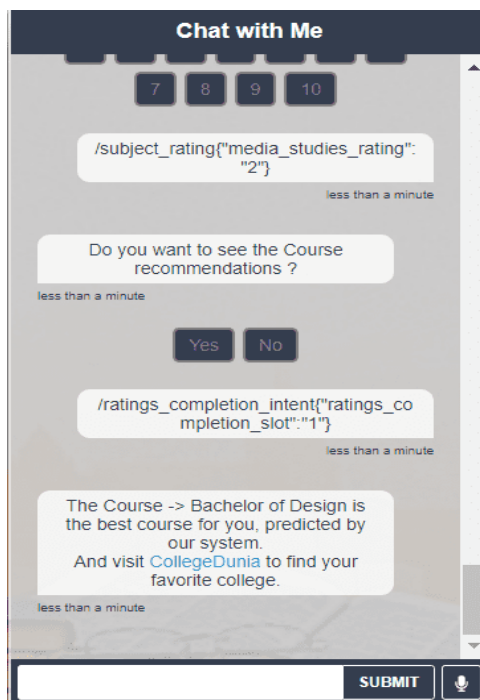 Chat with Me
7 8 9 10
/subject_rating{"media_studies_rating":
"2"}
less than a minute
Do you want to see the Course
recommendations ?
less than a minute
Yes No
/ratings_completion_intent{"ratings_co
mpletion_slot":"1"}
less than a minute
The Course -> Bachelor of Design is
the best course for you, predicted by
our system.
And visit CollegeDunia to find your
favorite college.
less than a minute
SUBMIT